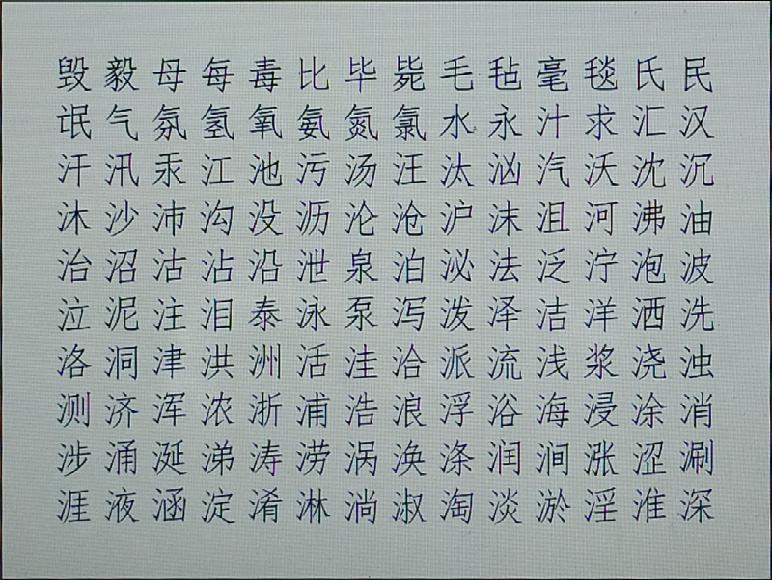 毁毅母每毒比毕毙毛毡毫毯氏民
氓气氛氢氧氨氮氯水永汁求汇汉
汗汛汞江池污汤汪汰汹汽沃沈沉
沐沙沛沟没沥沦沧沪沫沮河沸油
治沼沽沾沿泄泉泊泌法泛泞泡波
泣泥注泪泰泳泵泻泼泽洁洋洒洗
洛洞津洪洲活洼洽派流浅浆浇浊
测济浑浓浙浦浩浪浮浴海浸涂消
涉涌涎涕涛涝涡涣涤润涧涨涩涮
涯液涵淀淆淋淌淑淘淡淤淫淮深